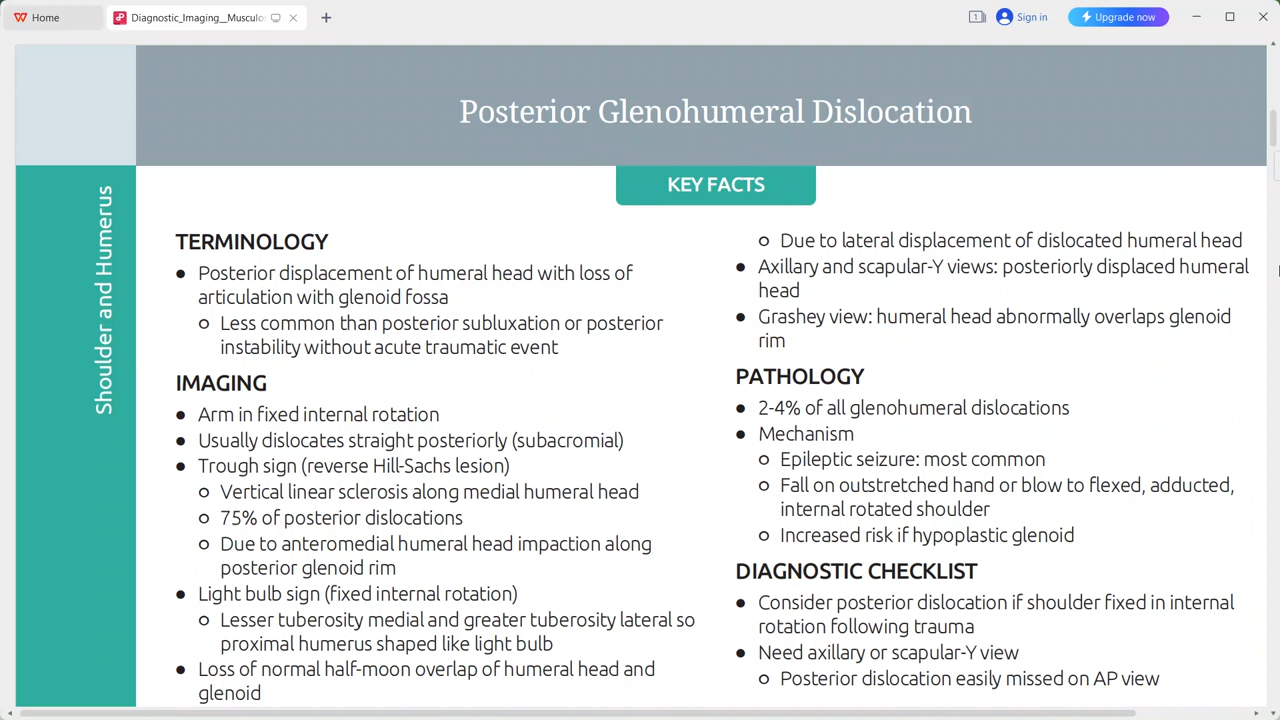 Home
Diagnostic_Imaging__Musculos
1
Sign in
Upgrade now
Posterior Glenohumeral Dislocation
Shoulder and Humerus
KEY FACTS
TERMINOLOGY
● Posterior displacement of humeral head with loss of
articulation with glenoid fossa
○ Less common than posterior subluxation or posterior
instability without acute traumatic event
IMAGING
● Arm in fixed internal rotation
● Usually dislocates straight posteriorly (subacromial)
● Trough sign (reverse Hill-Sachs lesion)
○ Vertical linear sclerosis along medial humeral head
○ 75% of posterior dislocations
○ Due to anteromedial humeral head impaction along
posterior glenoid rim
● Light bulb sign (fixed internal rotation)
○ Lesser tuberosity medial and greater tuberosity lateral so
proximal humerus shaped like light bulb
● Loss of normal half-moon overlap of humeral head and
glenoid
○ Due to lateral displacement of dislocated humeral head
● Axillary and scapular-Y views: posteriorly displaced humeral
head
● Grashey view: humeral head abnormally overlaps glenoid
rim
PATHOLOGY
● 2-4% of all glenohumeral dislocations
● Mechanism
○ Epileptic seizure: most common
○ Fall on outstretched hand or blow to flexed, adducted,
internal rotated shoulder
○ Increased risk if hypoplastic glenoid
DIAGNOSTIC CHECKLIST
● Consider posterior dislocation if shoulder fixed in internal
rotation following trauma
● Need axillary or scapular-Y view
○ Posterior dislocation easily missed on AP view